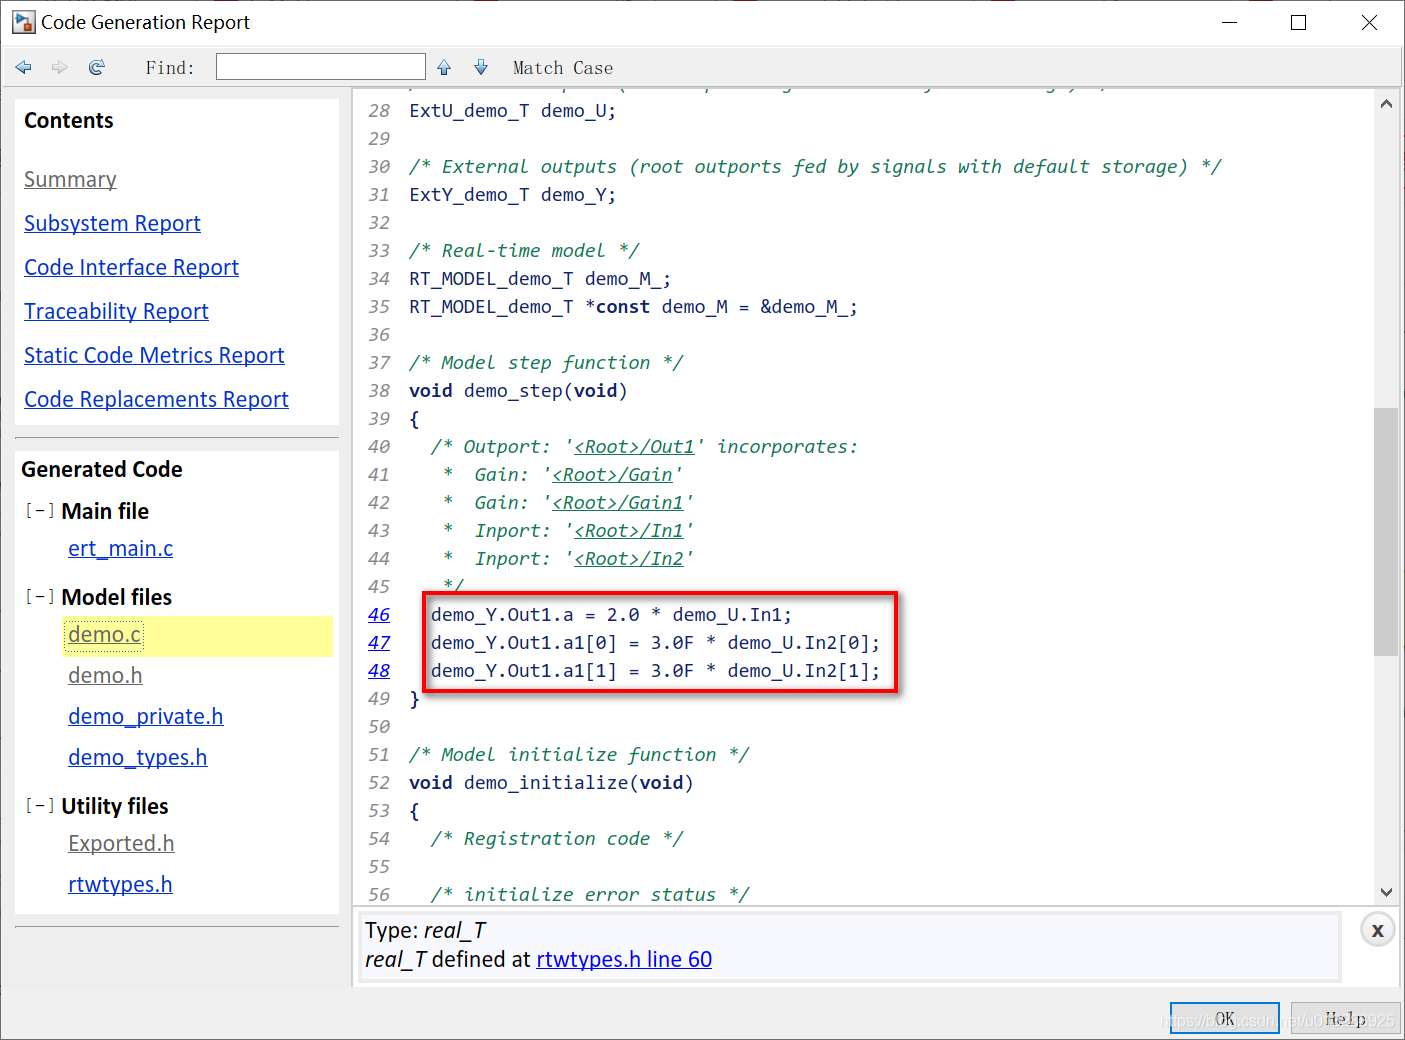 Code Generation Report
Find:
Match Case
Contents
Summary
Subsystem Report
Code Interface Report
Traceability Report
Static Code Metrics Report
Code Replacements Report
Generated Code
[-] Main file
ert_main.c
[-] Model files
demo.c
demo.h
demo_private.h
demo_types.h
[-] Utility files
Exported.h
rtwtypes.h
28 ExtU_demo_T demo_U;
29
30 /* External outputs (root outports fed by signals with default storage) */
31 ExtY_demo_T demo_Y;
32
33 /* Real-time model */
34 RT_MODEL_demo_T demo_M_;
35 RT_MODEL_demo_T *const demo_M = &demo_M_;
36
37 /* Model step function */
38 void demo_step(void)
39 {
40 /* Outport: '<Root>/Out1' incorporates:
41 * Gain: '<Root>/Gain'
42 * Gain: '<Root>/Gain1'
43 * Inport: '<Root>/In1'
44 * Inport: '<Root>/In2'
45 */
46 demo_Y.Out1.a = 2.0 * demo_U.In1;
47 demo_Y.Out1.a1[0] = 3.0F * demo_U.In2[0];
48 demo_Y.Out1.a1[1] = 3.0F * demo_U.In2[1];
49 }
50
51 /* Model initialize function */
52 void demo_initialize(void)
53 {
54 /* Registration code */
55
56 /* initialize error status */
Type: real_T
real_T defined at rtwtypes.h line 60
x
OK
Help